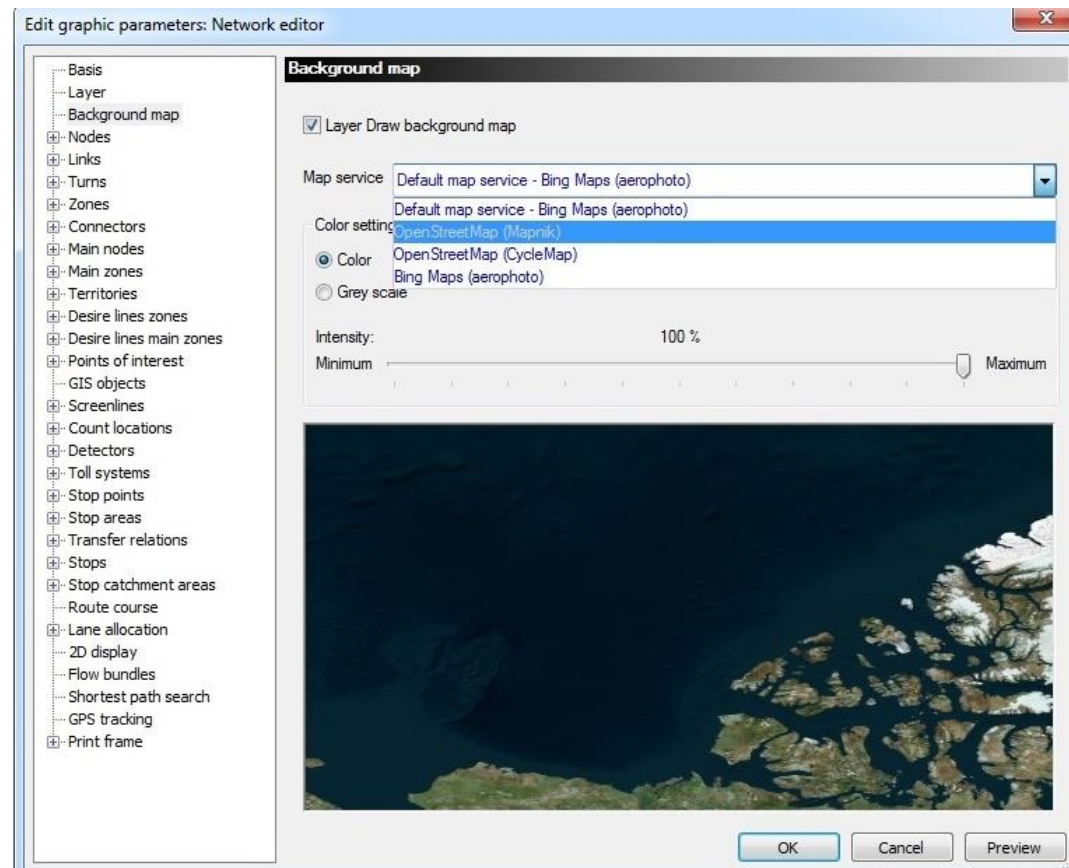 Edit graphic parameters: Network editor
Basis
Layer
Background map
Nodes
Links
Turns
Zones
Connectors
Main nodes
Main zones
Territories
Desire lines zones
Desire lines main zones
Points of interest
GIS objects
Screenlines
Count locations
Detectors
Toll systems
Stop points
Stop areas
Transfer relations
Stops
Stop catchment areas
Route course
Lane allocation
2D display
Flow bundles
Shortest path search
GPS tracking
Print frame
Background map
Layer Draw background map
Map service Default map service - Bing Maps (aerophoto)
Default map service - Bing Maps (aerophoto)
OpenStreetMap (Mapnik)
OpenStreetMap (CycleMap)
Bing Maps (aerophoto)
Color setting
Color
Grey scale
Intensity: 100 %
Minimum Maximum
OK Cancel Preview